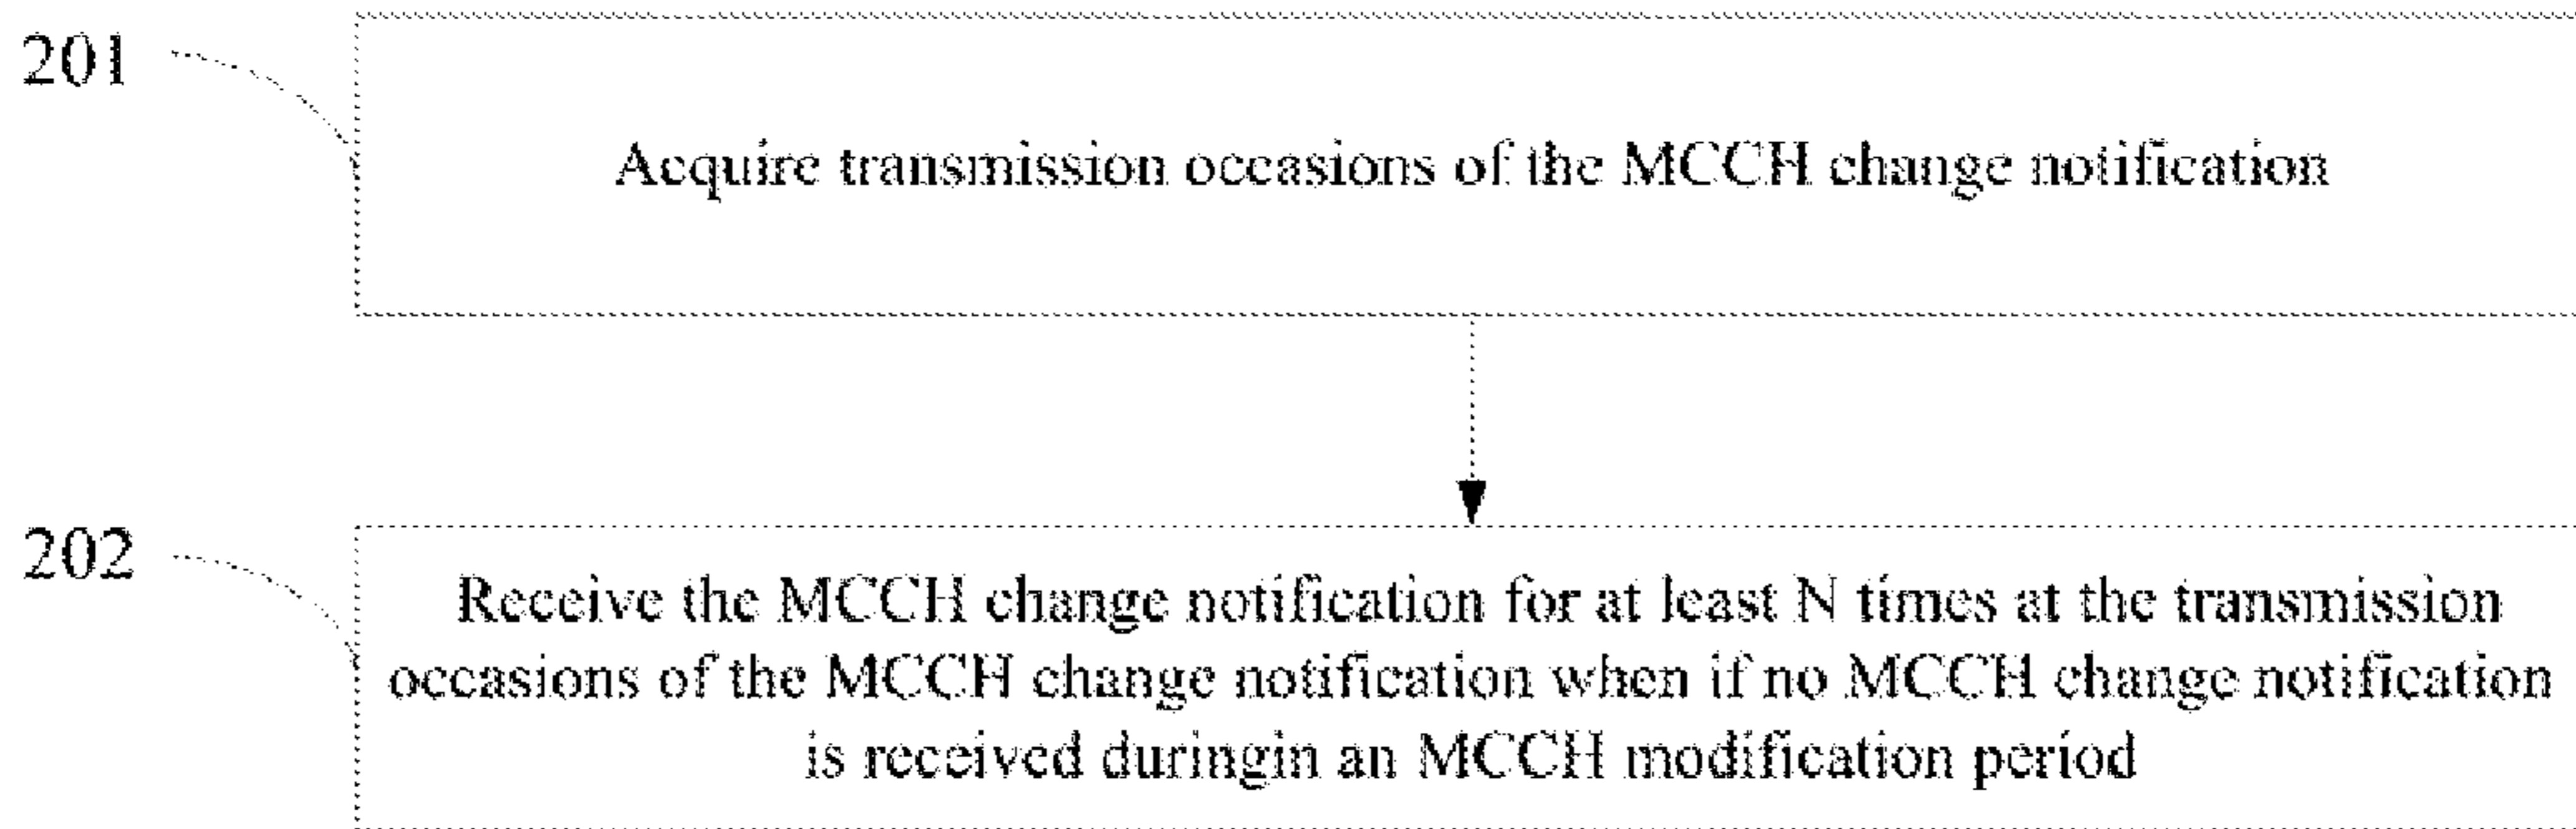 201
Acquire transmission occasions of the MCCH change notification
202
Receive the MCCH change notification for at least N times at the transmission
occasions of the MCCH change notification when if no MCCH change notification
is received duringin an MCCH modification period